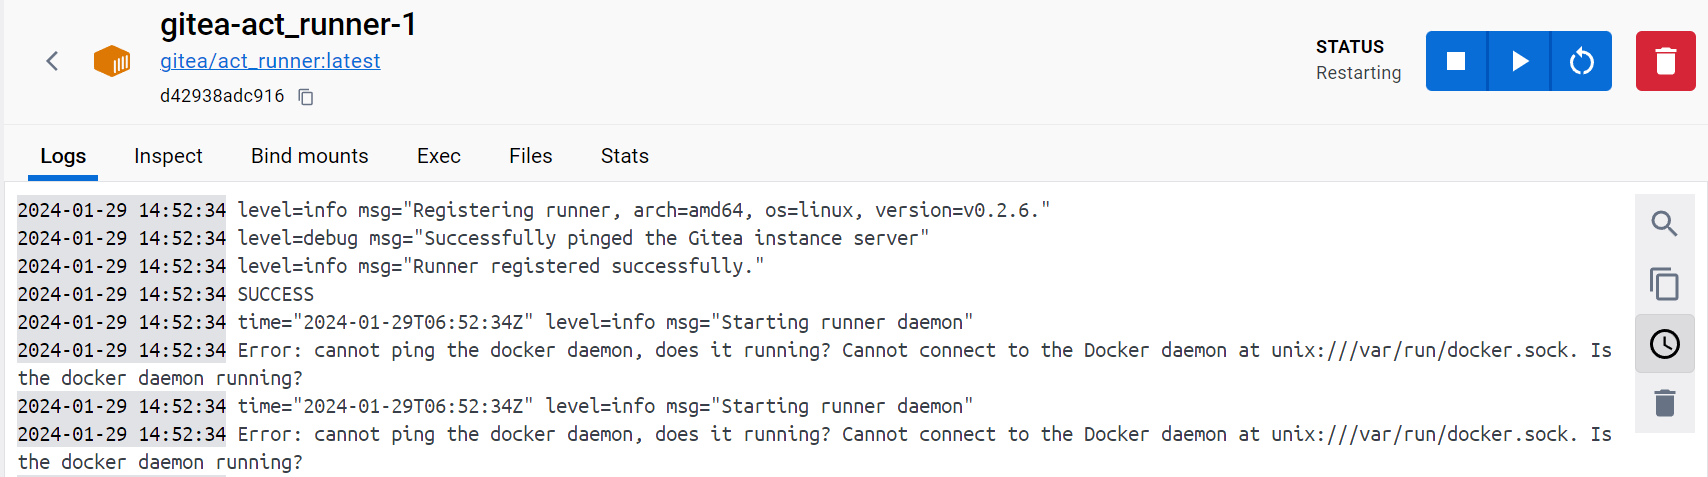 gitea-act_runner-1
gitea/act_runner:latest
d42938adc916
STATUS
Restarting
Logs Inspect Bind mounts Exec Files Stats
2024-01-29 14:52:34 level=info msg="Registering runner, arch=amd64, os=linux, version=v0.2.6."
2024-01-29 14:52:34 level=debug msg="Successfully pinged the Gitea instance server"
2024-01-29 14:52:34 level=info msg="Runner registered successfully."
2024-01-29 14:52:34 SUCCESS
2024-01-29 14:52:34 time="2024-01-29T06:52:34Z" level=info msg="Starting runner daemon"
2024-01-29 14:52:34 Error: cannot ping the docker daemon, does it running? Cannot connect to the Docker daemon at unix:///var/run/docker.sock. Is
the docker daemon running?
2024-01-29 14:52:34 time="2024-01-29T06:52:34Z" level=info msg="Starting runner daemon"
2024-01-29 14:52:34 Error: cannot ping the docker daemon, does it running? Cannot connect to the Docker daemon at unix:///var/run/docker.sock. Is
the docker daemon running?